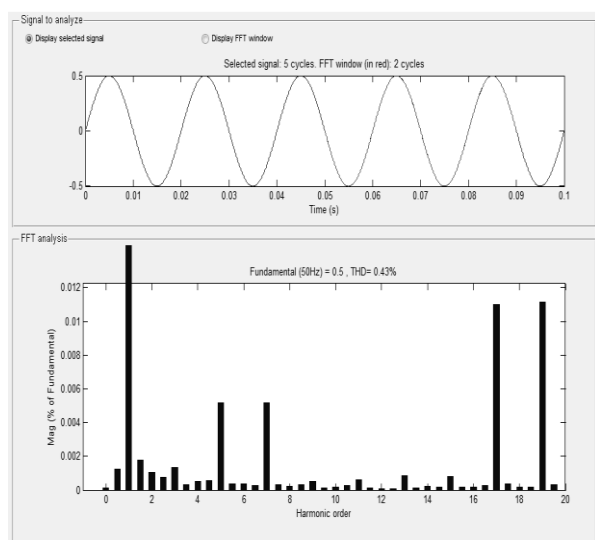 Signal to analyze
Display selected signal Display FFT window
Selected signal: 5 cycles. FFT window (in red): 2 cycles
0.5
0
-0.5
0 0.01 0.02 0.03 0.04 0.05 0.06 0.07 0.08 0.09 0.1
Time (s)
FFT analysis
Fundamental (50Hz) = 0.5 , THD= 0.43%
0.012
0.01
0.008
0.006
0.004
0.002
0
Mag (% of Fundamental)
0 2 4 6 8 10 12 14 16 18 20
Harmonic order